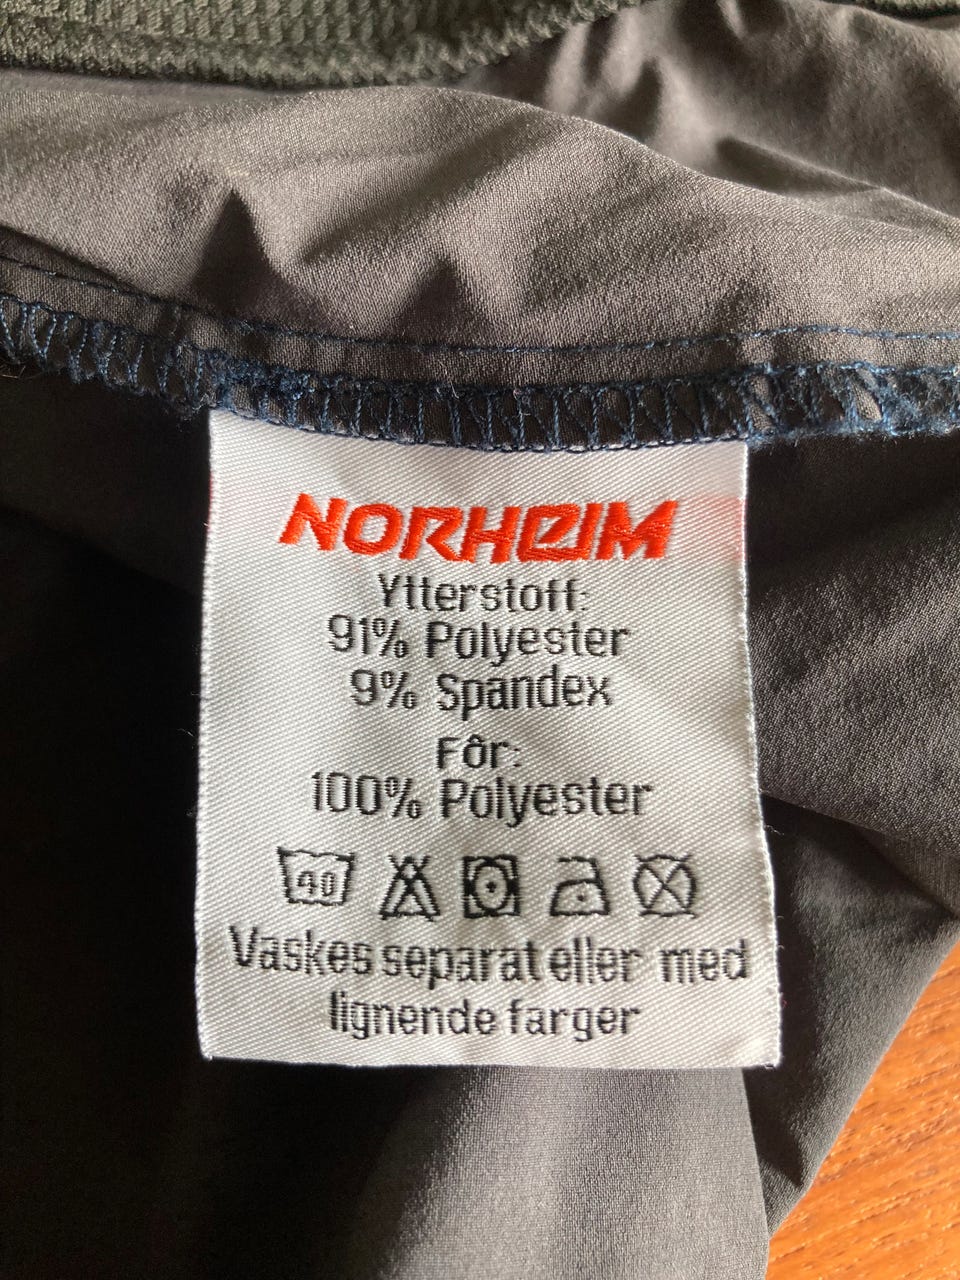 NORHEIM
Ytterstoff:
91% Polyester
9% Spandex
Fôr:
100% Polyester
40
Vaskes separat eller med
lignende farger